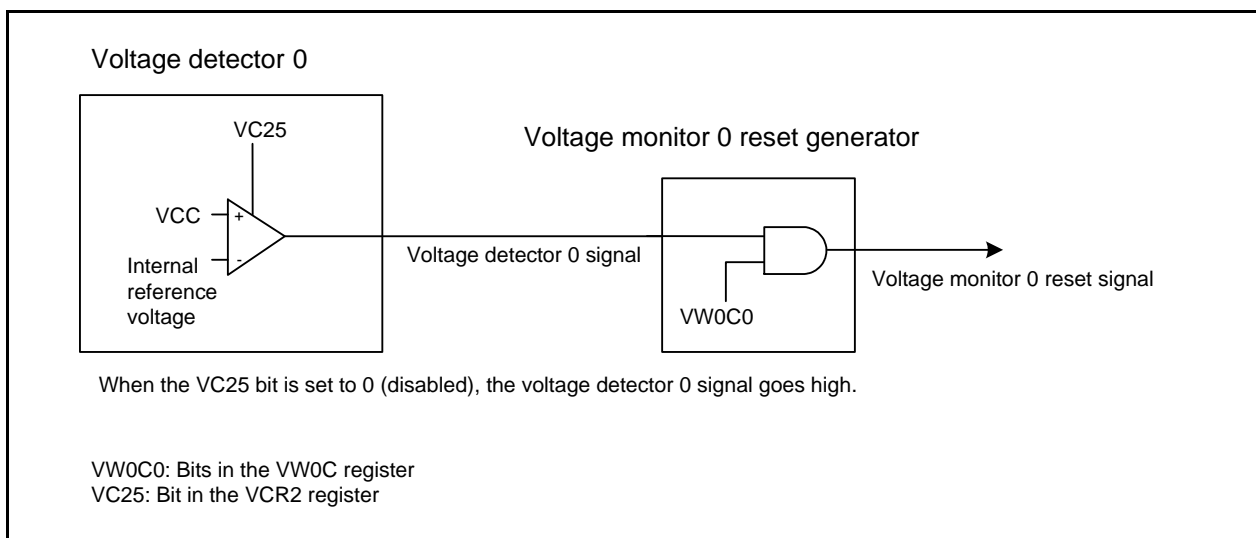 Voltage detector 0
VC25
Voltage monitor 0 reset generator
VCC
+
-
Internal
reference
voltage
Voltage detector 0 signal
VW0C0
Voltage monitor 0 reset signal
When the VC25 bit is set to 0 (disabled), the voltage detector 0 signal goes high.
VW0C0: Bits in the VW0C register
VC25: Bit in the VCR2 register